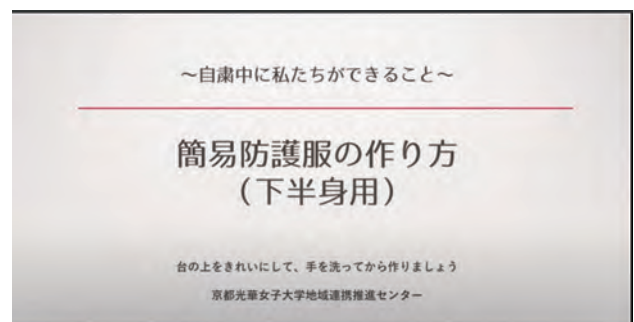 ～自粛中に私たちができること～
簡易防護服の作り方
（下半身用）
台の上をきれいにして、手を洗ってから作りましょう
京都光華女子大学地域連携推進センター